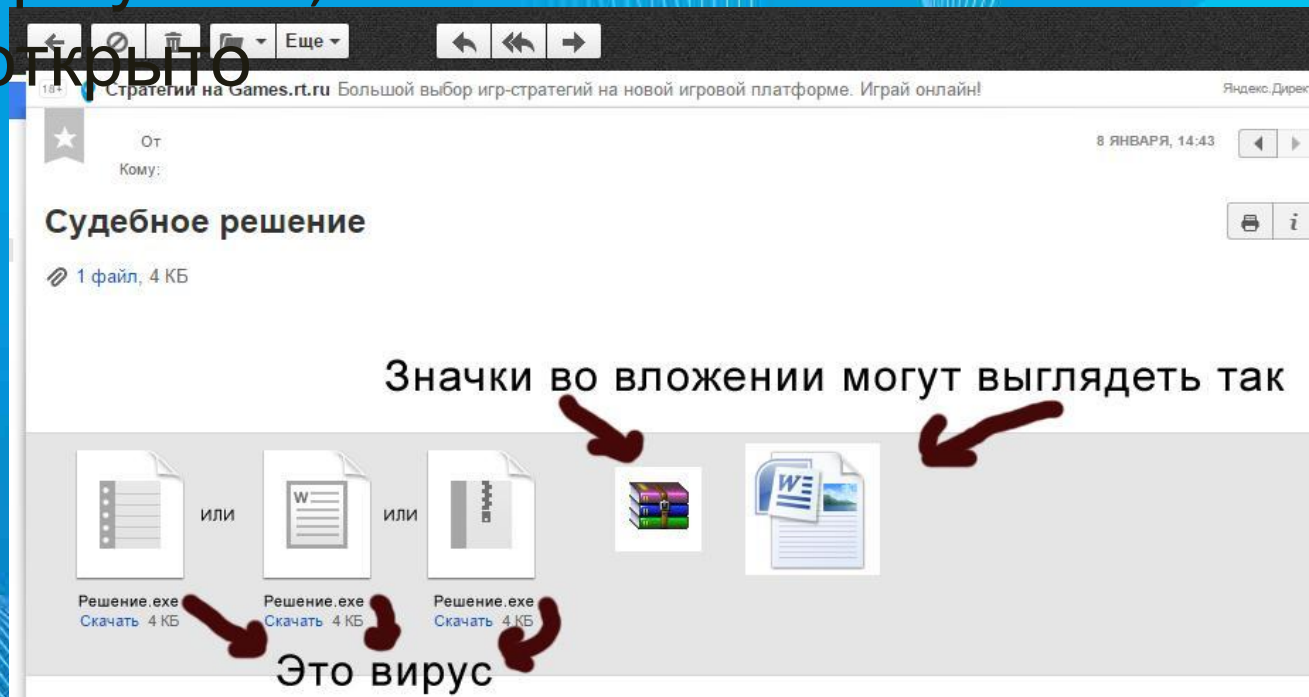 Еще
открыто
18+ Стратегии на Games.rt.ru Большой выбор игр-стратегий на новой игровой платформе. Играй онлайн!
От
8 ЯНВАРЯ, 14:43
Кому:
Судебное решение
i
1 файл, 4 КБ
Значки во вложении могут выглядеть так
W
W
или
или
Решение.exe
Решение.exe
Решение.exe
Скачать 4 КБ
Скачать 4 КБ
Скачать 4 КБ
Это вирус